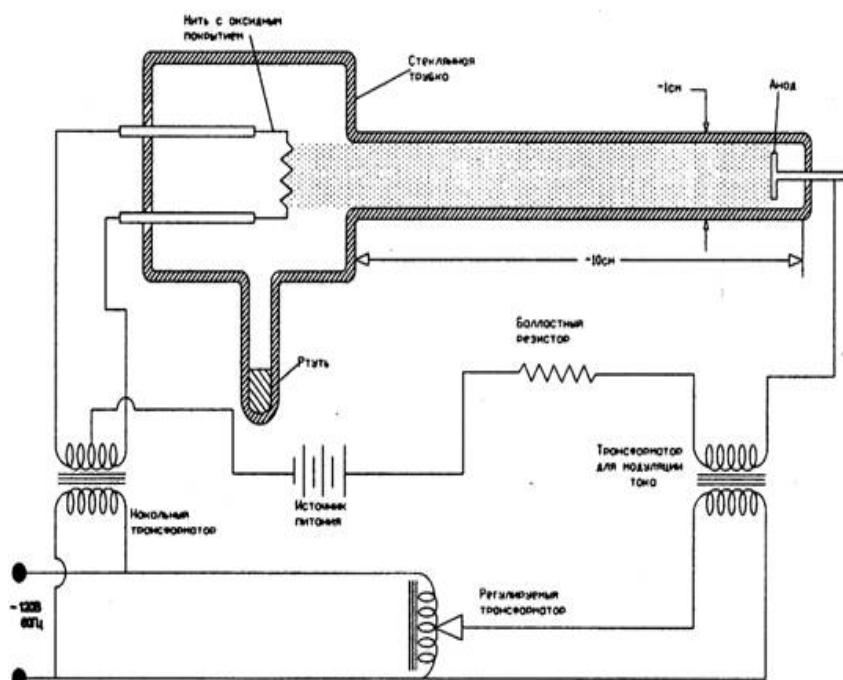 Нить с оксидным
покрытием
Стеклянная
трубка
~1см
Анод
~10см
Балластный
резистор
Ртуть
Трансформатор
для модуляции
тока
Источник
питания
Накальный
трансформатор
Регулируемый
трансформатор
~120В
60Гц